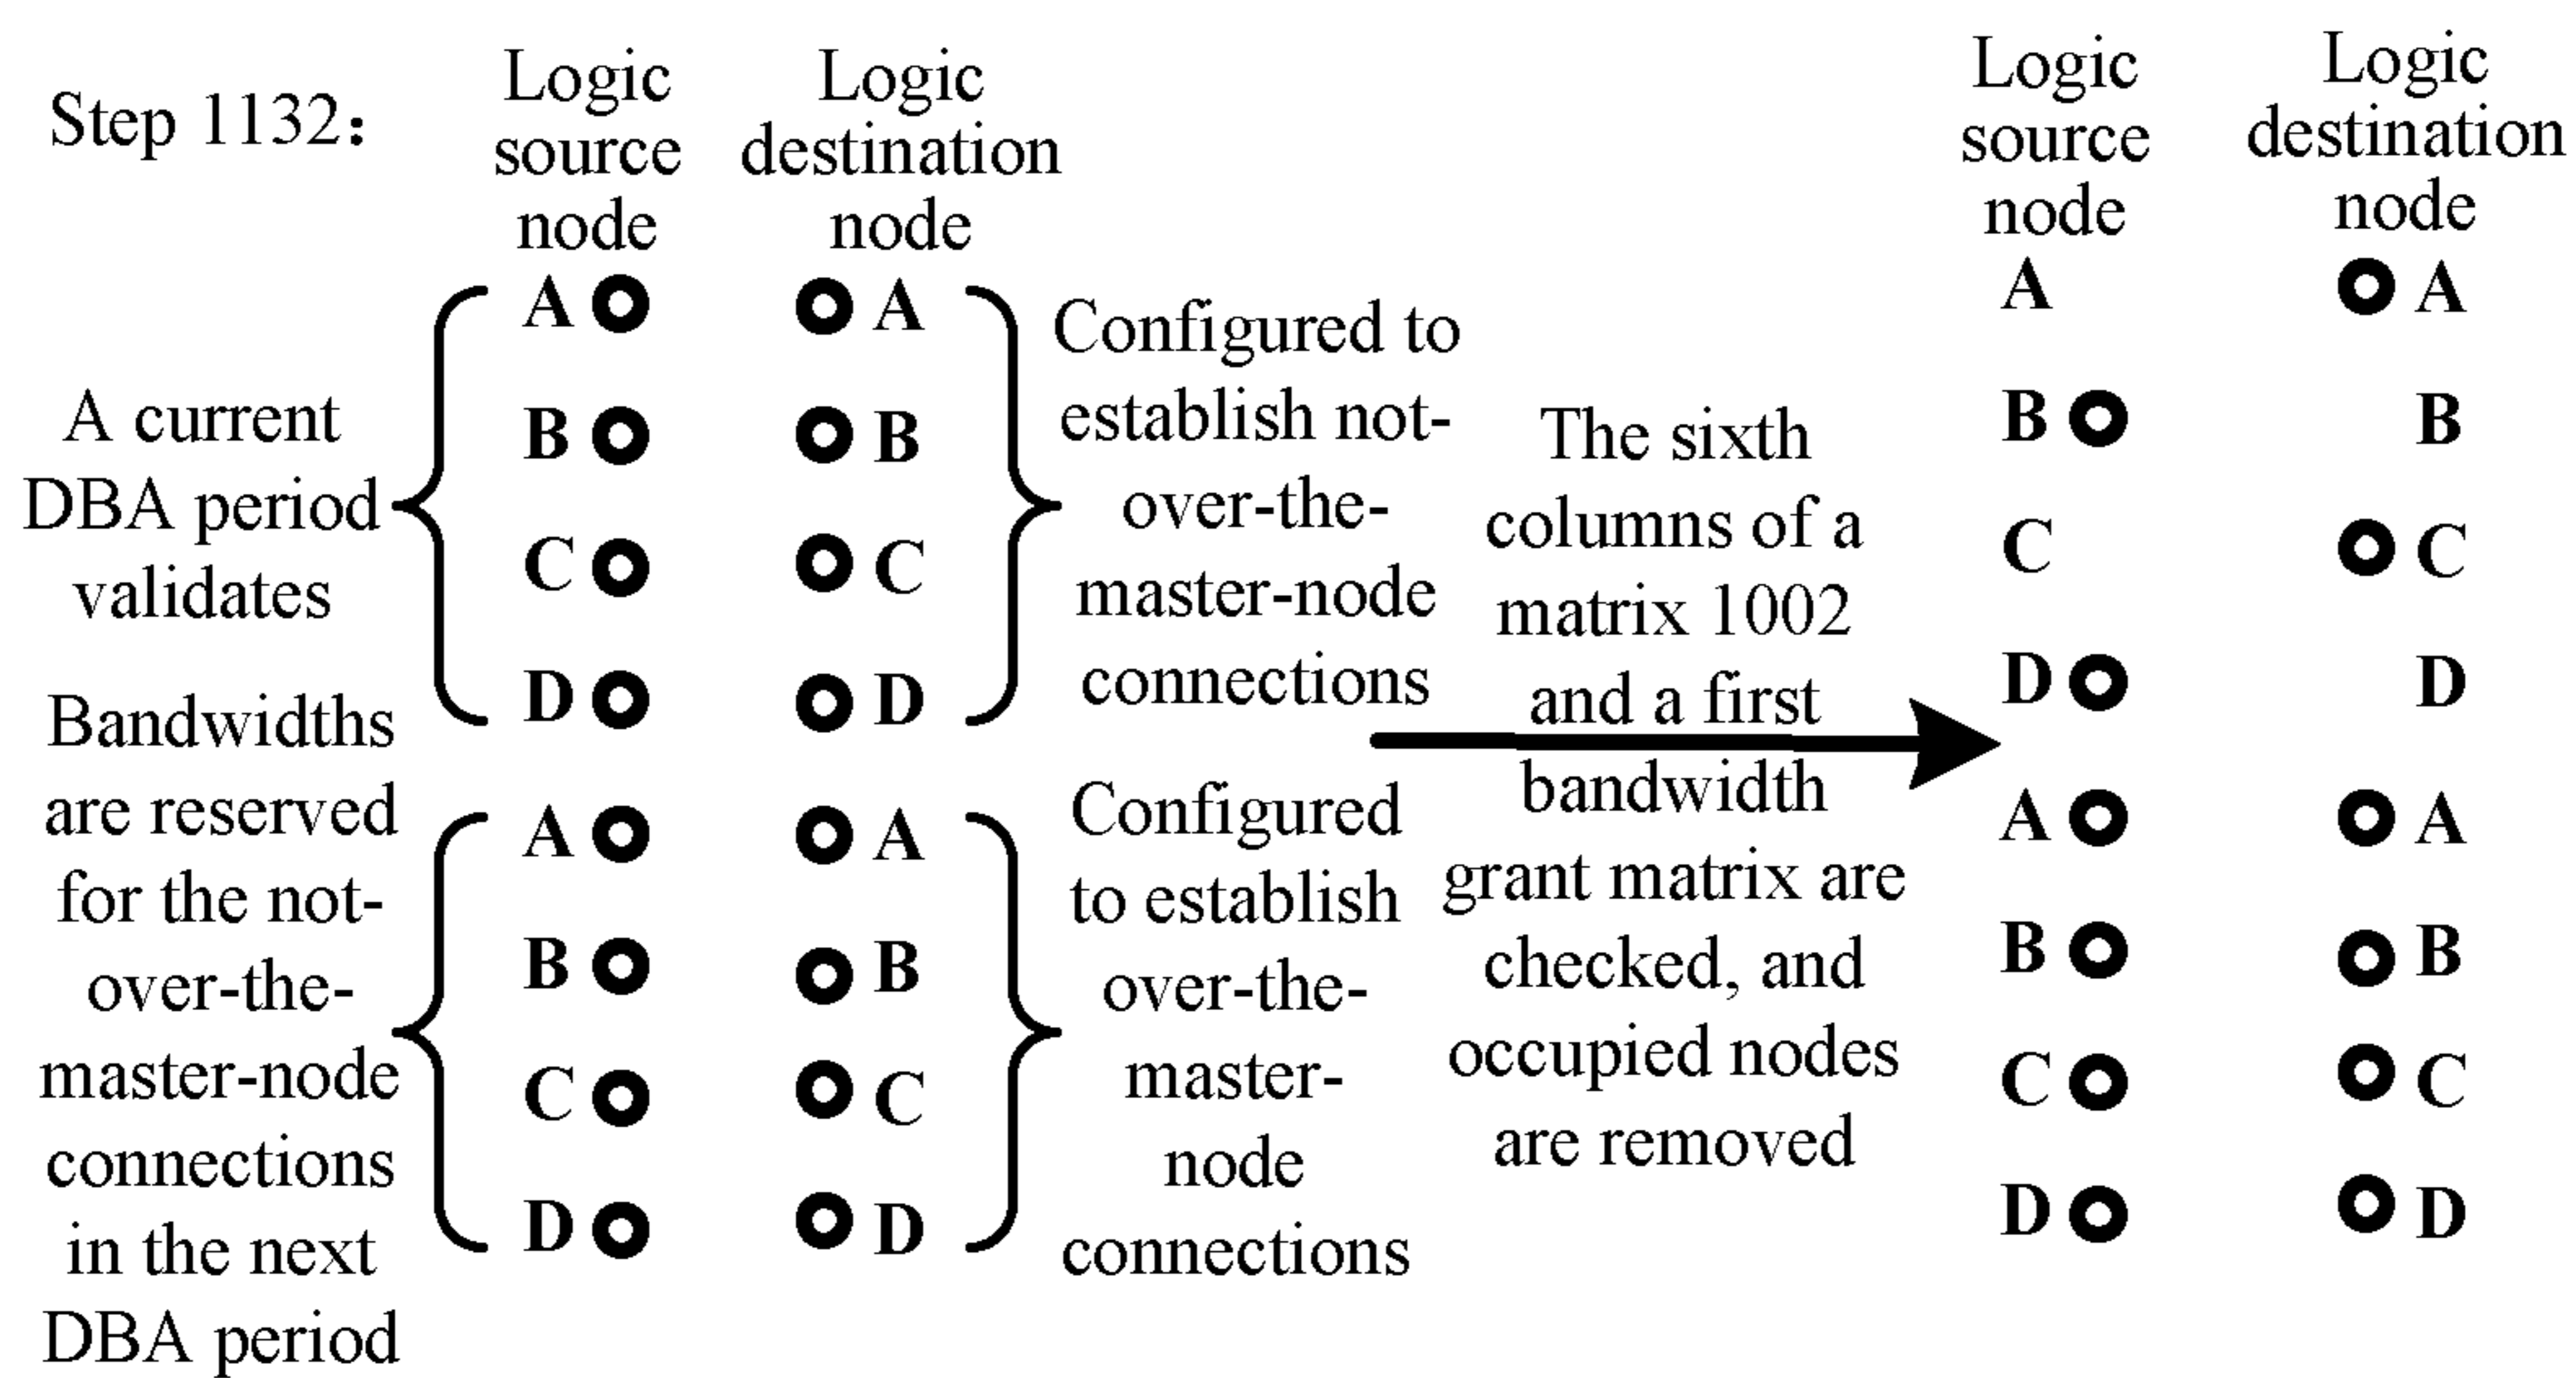 Step 1132:
Logic
source
node
Logic
destination
node
A current
DBA period
validates
Bandwidths
are reserved
for the not-
over-the-
master-node
connections
in the next
DBA period
A A
B B
C C
D D
A A
B B
C C
D D
Configured to
establish not-
over-the-
master-node
connections
Configured
to establish
over-the-
master-
node
connections
The sixth
columns of a
matrix 1002
and a first
bandwidth
grant matrix are
checked, and
occupied nodes
are removed
Logic
source
node
Logic
destination
node
A A
B B
C C
D D
A A
B B
C C
D D